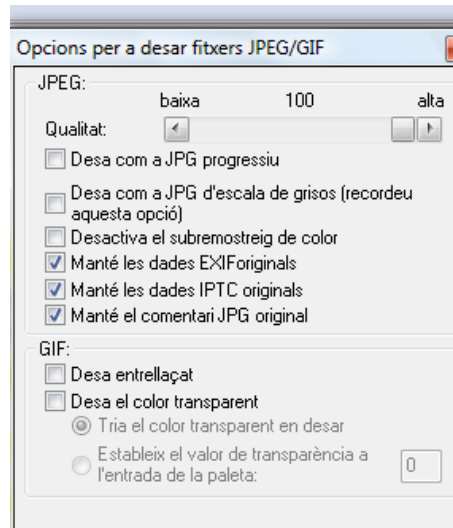 Opcions per a desar fitxers JPEG/GIF
JPEG:
baixa 100 alta
Qualitat:
Desa com a JPG progressiu
Desa com a JPG d'escala de grisos (recordeu
aquesta opció)
Desactiva el subremostreig de color
Manté les dades EXIForiginals
Manté les dades IPTC originals
Manté el comentari JPG original
GIF:
Desa entrellaçat
Desa el color transparent
Tria el color transparent en desar
Estableix el valor de transparència a
l'entrada de la paleta:
0